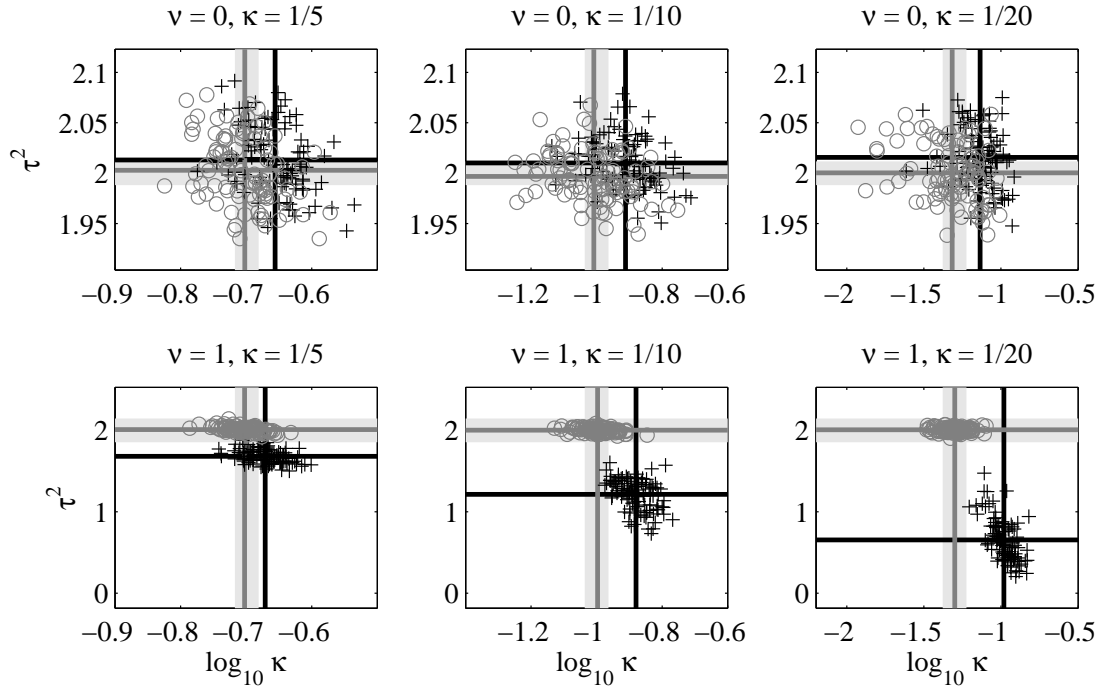 ν = 0, κ = 1/5
ν = 0, κ = 1/10
ν = 0, κ = 1/20
2.1
2.05
2
1.95
τ²
−0.9 −0.8 −0.7 −0.6
2.1
2.05
2
1.95
−1.2 −1 −0.8 −0.6
2.1
2.05
2
1.95
−2 −1.5 −1 −0.5
ν = 1, κ = 1/5
ν = 1, κ = 1/10
ν = 1, κ = 1/20
2
1
0
τ²
−0.9 −0.8 −0.7 −0.6
log₁₀ κ
2
1
0
−1.2 −1 −0.8 −0.6
log₁₀ κ
2
1
0
−2 −1.5 −1 −0.5
log₁₀ κ